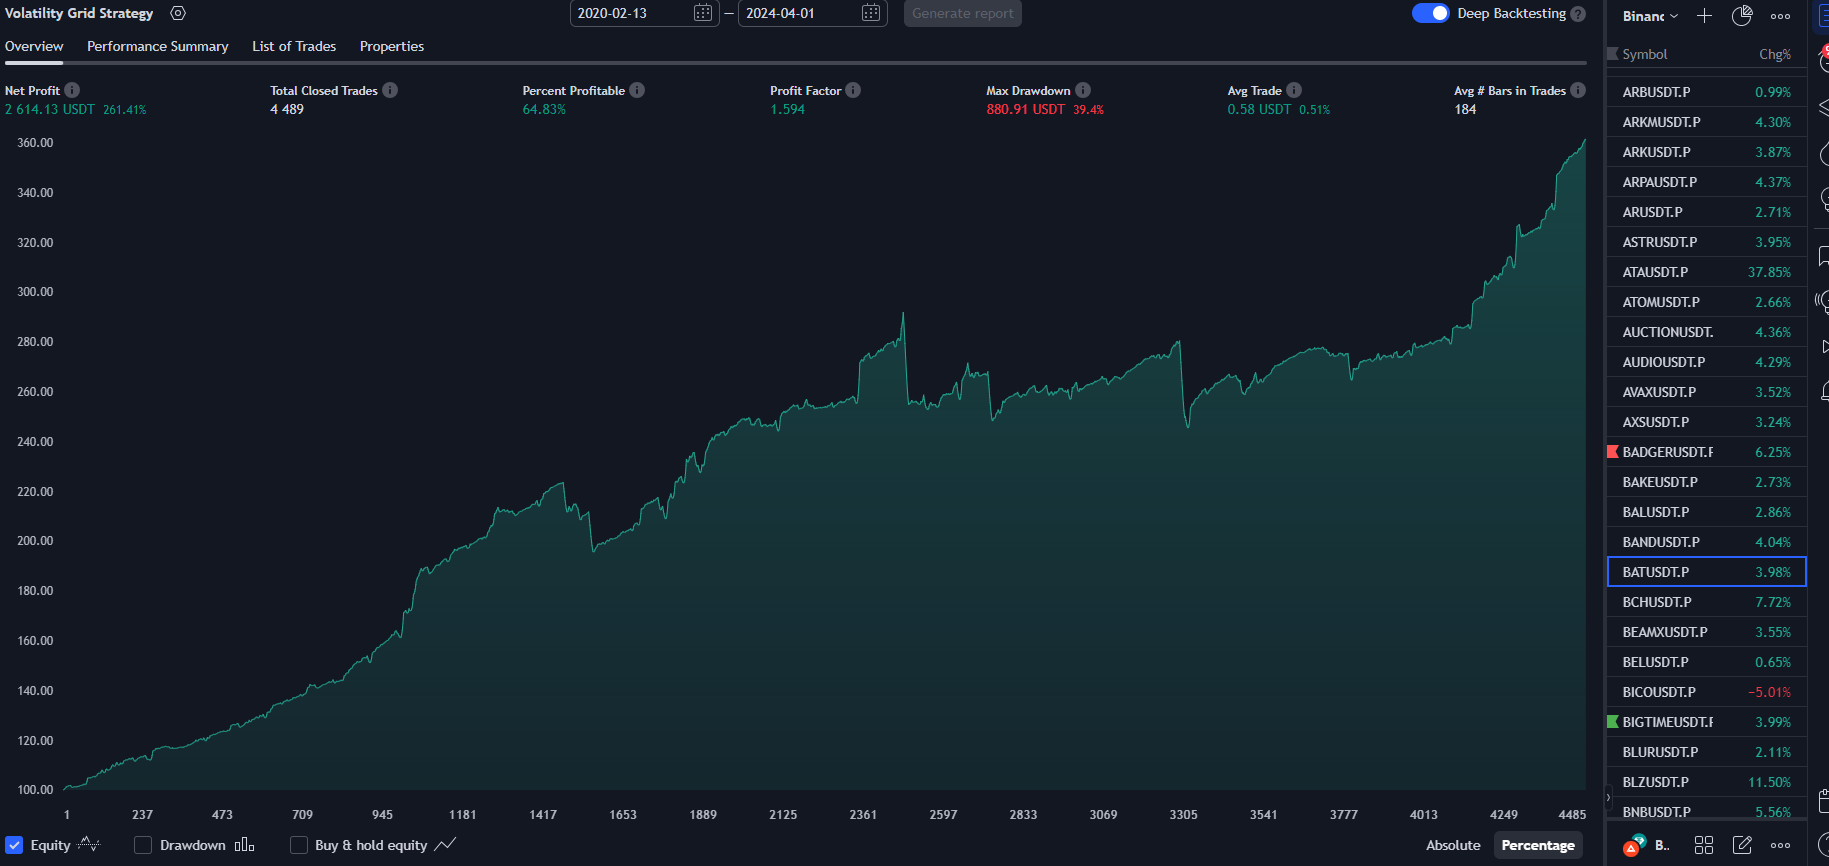 Volatility Grid Strategy
2020-02-13 — 2024-04-01
Generate report
Deep Backtesting
Overview Performance Summary List of Trades Properties
Net Profit
2 614.13 USDT 261.41%
Total Closed Trades
4 489
Percent Profitable
64.83%
Profit Factor
1.594
Max Drawdown
880.91 USDT 39.4%
Avg Trade
0.58 USDT 0.51%
Avg # Bars in Trades
184
360.00
340.00
320.00
300.00
280.00
260.00
240.00
220.00
200.00
180.00
160.00
140.00
120.00
100.00
1 237 473 709 945 1181 1417 1653 1889 2125 2361 2597 2833 3069 3305 3541 3777 4013 4249 4485
Equity Drawdown Buy & hold equity
Absolute Percentage
Binanc
Symbol Chg%
ARBUSDT.P 0.99%
ARKMUSDT.P 4.30%
ARKUSDT.P 3.87%
ARPAUSDT.P 4.37%
ARUSDT.P 2.71%
ASTRUSDT.P 3.95%
ATAUSDT.P 37.85%
ATOMUSDT.P 2.66%
AUCTIONUSDT. 4.36%
AUDIOUSDT.P 4.29%
AVAXUSDT.P 3.52%
AXSUSDT.P 3.24%
BADGERUSDT.P 6.25%
BAKEUSDT.P 2.73%
BALUSDT.P 2.86%
BANDUSDT.P 4.04%
BATUSDT.P 3.98%
BCHUSDT.P 7.72%
BEAMXUSDT.P 3.55%
BELUSDT.P 0.65%
BICOUSDT.P −5.01%
BIGTIMEUSDT.P 3.99%
BLURUSDT.P 2.11%
BLZUSDT.P 11.50%
BNBUSDT.P 5.56%
B..